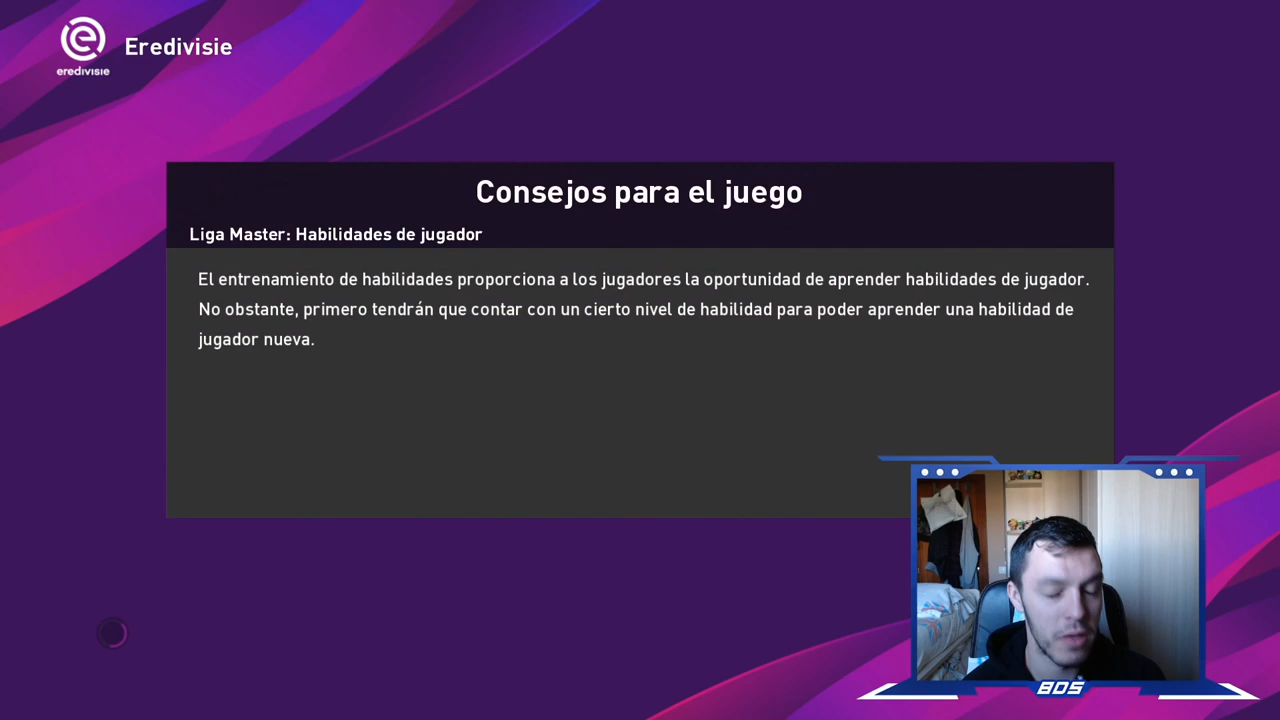 eredivisie
Eredivisie
Consejos para el juego
Liga Master: Habilidades de jugador
El entrenamiento de habilidades proporciona a los jugadores la oportunidad de aprender habilidades de jugador.
No obstante, primero tendrán que contar con un cierto nivel de habilidad para poder aprender una habilidad de
jugador nueva.
BDS